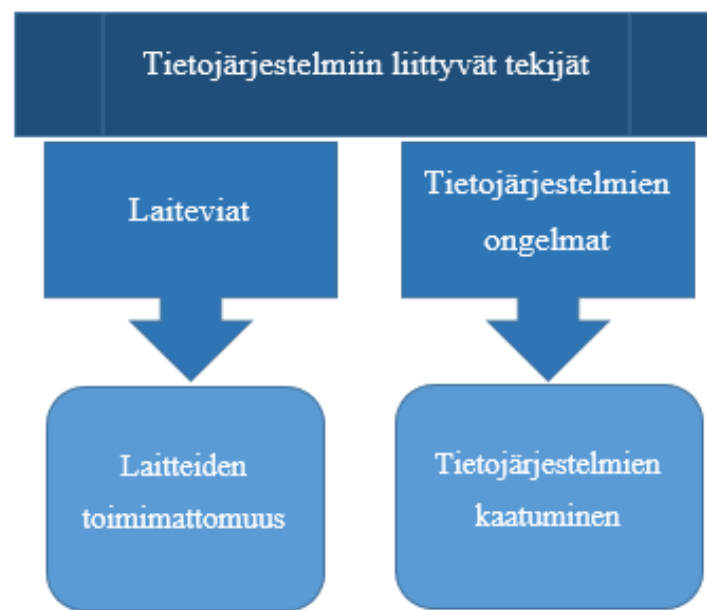 Tietojärjestelmiin liittyvät tekijät
Laiteviat
Tietojärjestelmien
ongelmat
Laitteiden
toimimattomuus
Tietojärjestelmien
kaatuminen